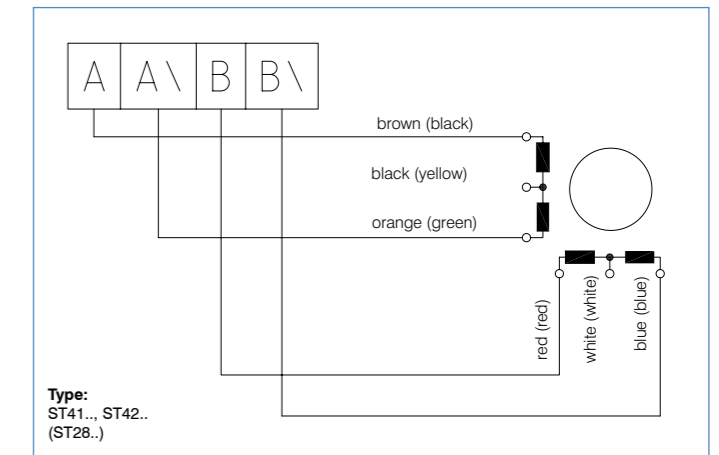 A A\ B B\
brown (black)
black (yellow)
orange (green)
red (red)
white (white)
blue (blue)
Type:
ST41.., ST42..
(ST28..)